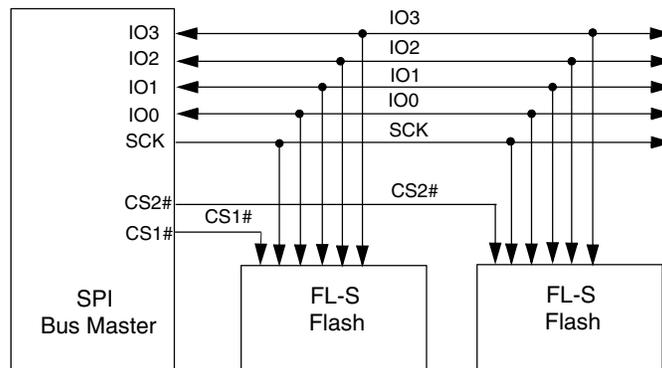 IO3
IO3
IO2
IO2
IO1
IO1
IO0
IO0
SCK
SCK
CS2#
CS2#
CS1#
CS1#
SPI
Bus Master
FL-S
Flash
FL-S
Flash